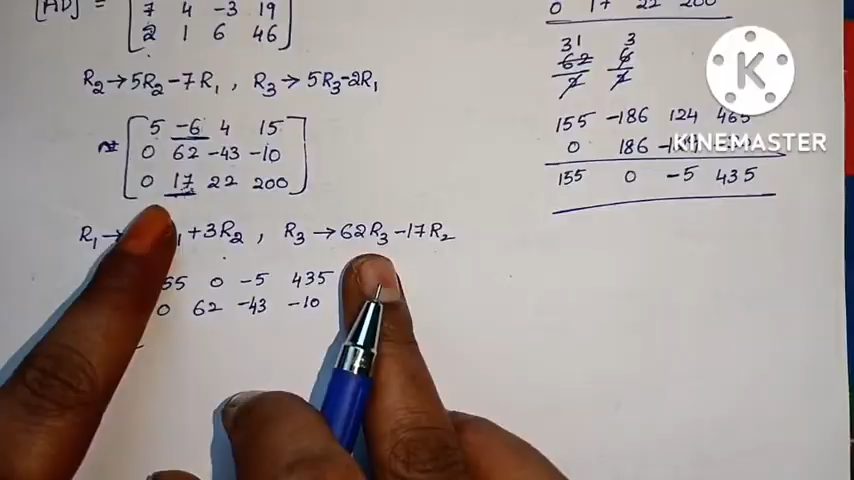 [AD] = 7 4 -3 19
2 1 6 46
R₂→5R₂-7R₁, R₃→5R₃-2R₁
~ 5 -6 4 15
0 62 -43 -10
0 17 22 200
R₁→ ₁+3R₂, R₃→62R₃-17R₂
55 0 -5 435
0 62 -43 -10
0 17 22 200
31 3
62 6
2 2
155 -186 124 465
0 186
155 0 -5 435
K
KINEMASTER